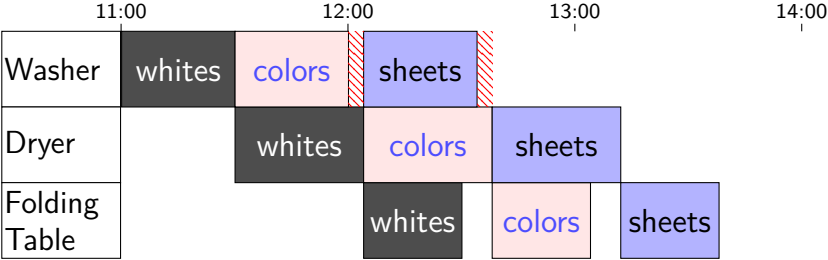 11:00 12:00 13:00 14:00
Washer whites colors sheets
Dryer whites colors sheets
Folding
Table
whites colors sheets